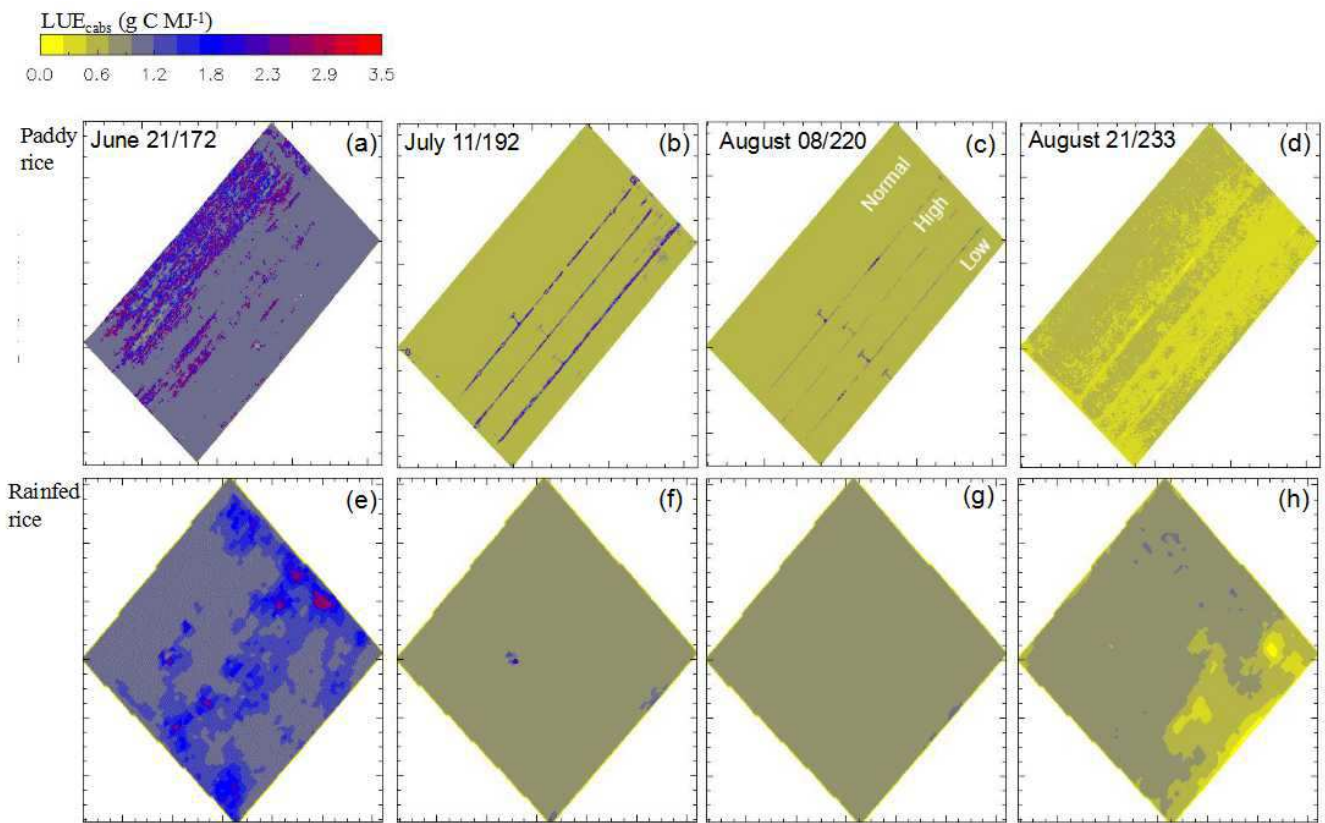 LUEcabs (g C MJ-1)
0.0 0.6 1.2 1.8 2.3 2.9 3.5
Paddy
rice
June 21/172 (a)
July 11/192 (b)
August 08/220 (c)
Normal
High
Low
August 21/233 (d)
Rainfed
rice
(e)
(f)
(g)
(h)